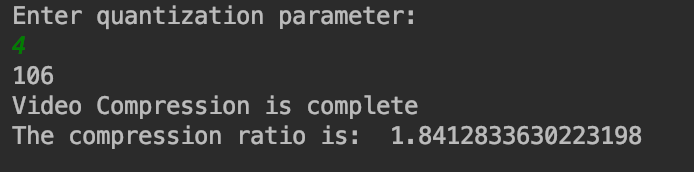 Enter quantization parameter:
4
106
Video Compression is complete
The compression ratio is:  1.8412833630223198